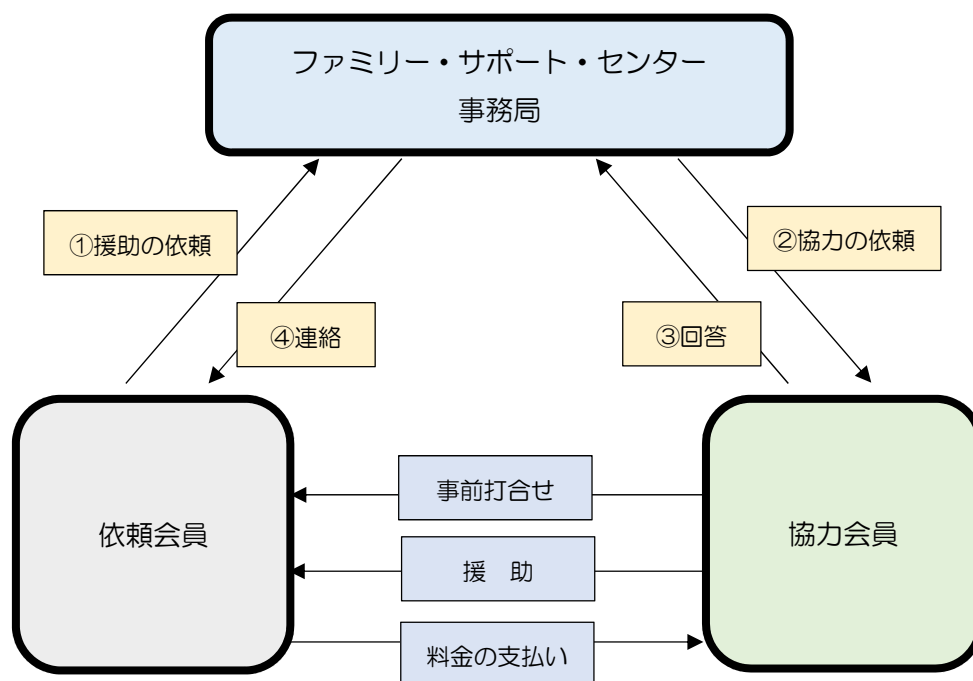 ファミリー・サポート・センター
事務局
①援助の依頼
②協力の依頼
④連絡
③回答
事前打合せ
依頼会員
協力会員
援　助
料金の支払い